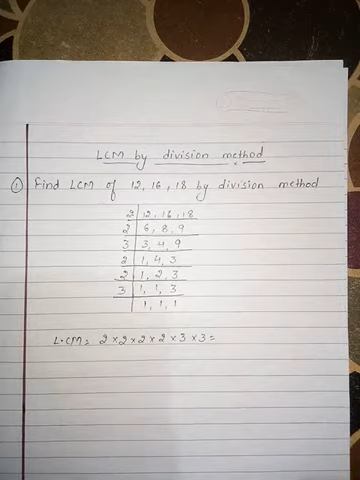 LCM by division method
① Find LCM of 12, 16, 18 by division method
2 | 12, 16, 18
2 | 6, 8, 9
3 | 3, 4, 9
2 | 1, 4, 3
2 | 1, 2, 3
3 | 1, 1, 3
| 1, 1, 1
L.CM = 2 × 2 × 2 × 2 × 3 × 3 =